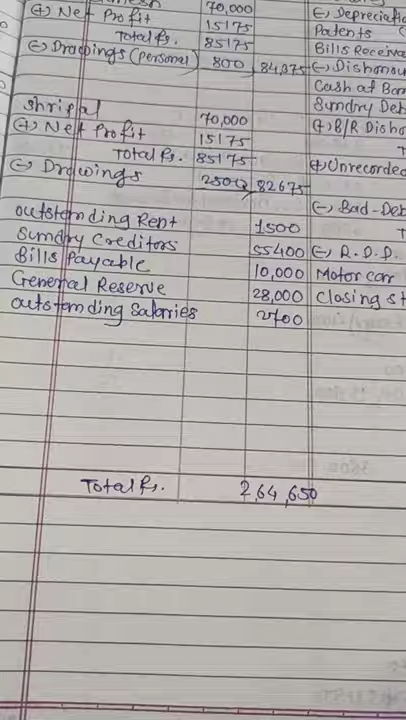 70,000 (-) Depreciatio
(+) Net Profit 15175 Patents
Total Rs. 85175 Bills Receiva
(-) Drawings (Personal) 800 84375 (-) Dishonou
Cash at Ban
Shripal 70,000 Sundry Deb
(+) Net Profit 15175 (+) B/R Disho
Total Rs. 85175
(-) Drawings 2500 82675 (+) Unrecorded
(-) Bad-Deb
outstanding Rent 1500
Sundry Creditors 55400 (-) R.D.D.
Bills Payable 10,000 Motor car
General Reserve 28,000 Closing st
outstanding Salaries 2700
Total Rs. 2,64,650